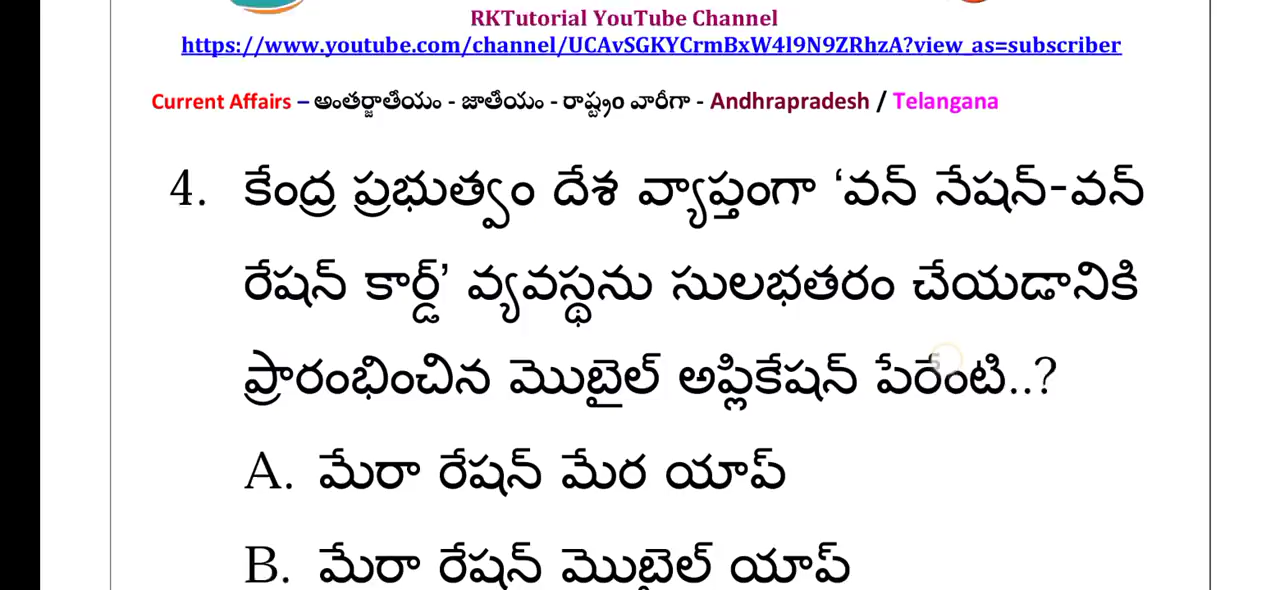 RKTutorial YouTube Channel
https://www.youtube.com/channel/UCAvSGKYCrmBxW4l9N9ZRhzA?view_as=subscriber
Current Affairs – అంతర్జాతీయం - జాతీయం - రాష్ట్రం వారీగా - Andhrapradesh / Telangana
4. కేంద్ర ప్రభుత్వం దేశ వ్యాప్తంగా ‘వన్ నేషన్-వన్
రేషన్ కార్డ్’ వ్యవస్థను సులభతరం చేయడానికి
ప్రారంభించిన మొబైల్ అప్లికేషన్ పేరేంటి..?
A. మేరా రేషన్ మేర యాప్
B. మేరా రేషన్ మొబైల్ యాప్